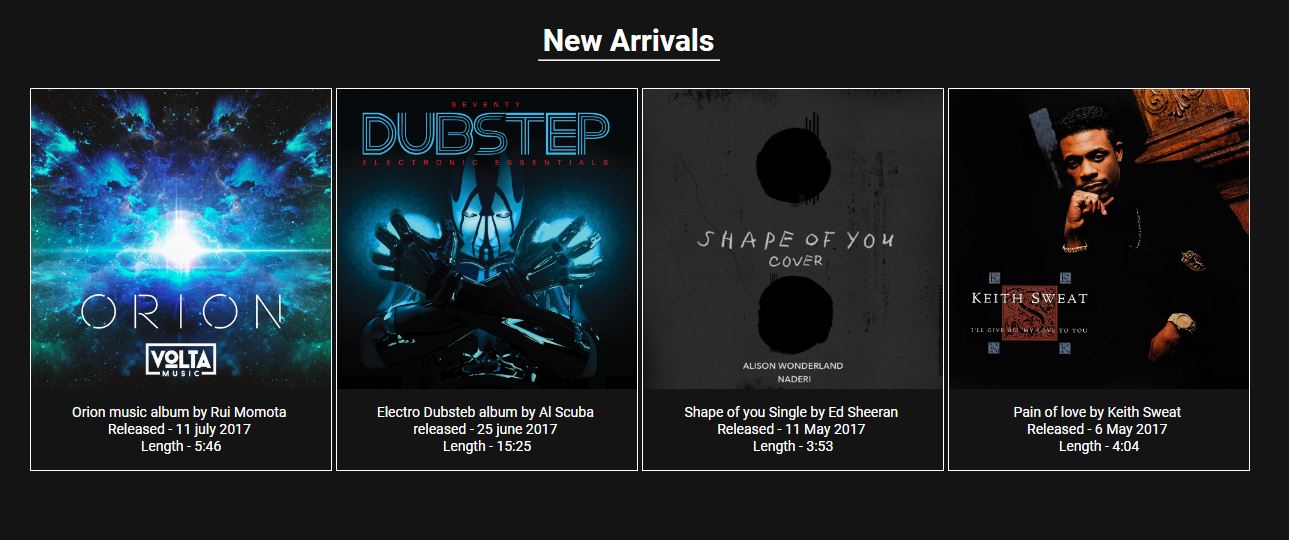 New Arrivals
SEVENTY
DUBSTEP
ELECTRONIC ESSENTIALS
ORION
VOLTA
MUSIC
SHAPE OF YOU
COVER
ALISON WONDERLAND
NADERI
KEITH SWEAT
S
I'LL GIVE ALL MY LOVE TO YOU
Orion music album by Rui Momota
Released - 11 july 2017
Length - 5:46
Electro Dubsteb album by Al Scuba
released - 25 june 2017
Length - 15:25
Shape of you Single by Ed Sheeran
Released - 11 May 2017
Length - 3:53
Pain of love by Keith Sweat
Released - 6 May 2017
Length - 4:04